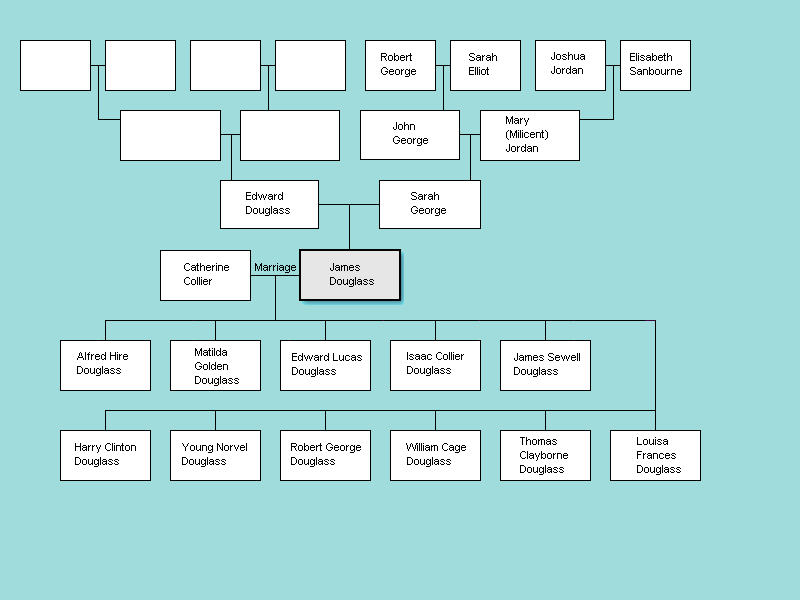 Robert
George
Sarah
Elliot
Joshua
Jordan
Elisabeth
Sanbourne
John
George
Mary
(Milicent)
Jordan
Edward
Douglass
Sarah
George
Catherine
Collier
Marriage
James
Douglass
Alfred Hire
Douglass
Matilda
Golden
Douglass
Edward Lucas
Douglass
Isaac Collier
Douglass
James Sewell
Douglass
Harry Clinton
Douglass
Young Norvel
Douglass
Robert George
Douglass
William Cage
Douglass
Thomas
Clayborne
Douglass
Louisa
Frances
Douglass